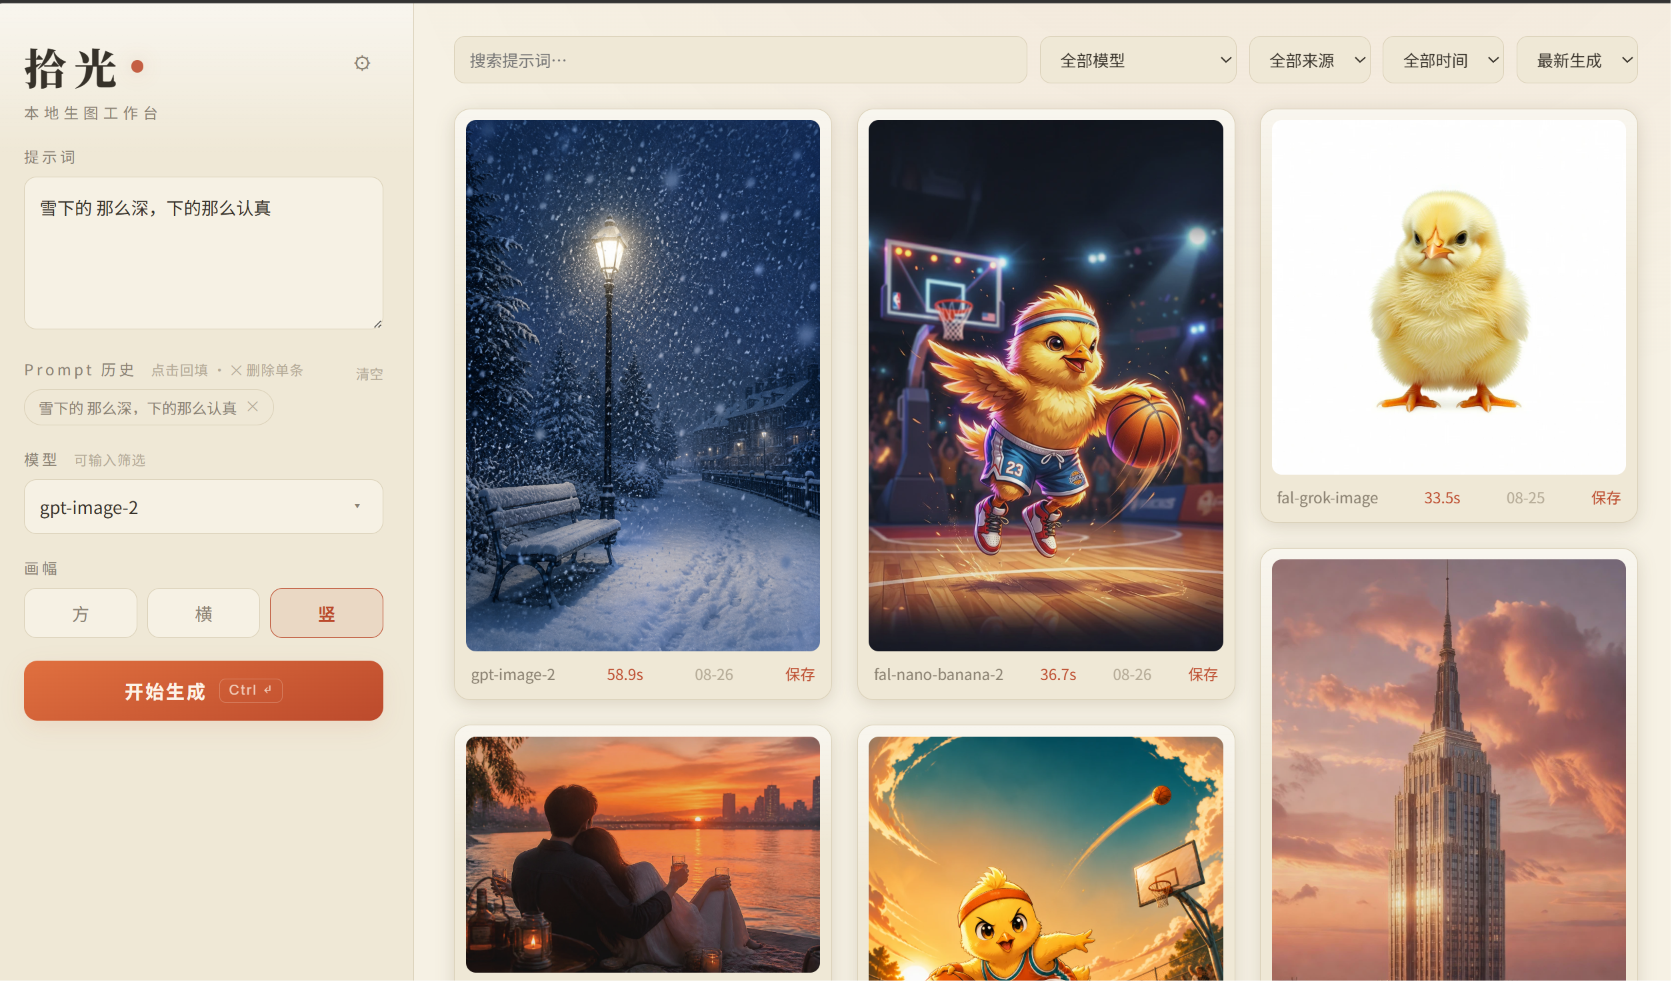 拾光
本地生图工作台
提示词
雪下的 那么深，下的那么认真
Prompt 历史 点击回填 · × 删除单条 清空
雪下的 那么深，下的那么认真 ×
模型 可输入筛选
gpt-image-2
画幅
方 横 竖
开始生成 Ctrl ↵
搜索提示词… 全部模型 全部来源 全部时间 最新生成
gpt-image-2 58.9s 08-26 保存
23
fal-nano-banana-2 36.7s 08-26 保存
fal-grok-image 33.5s 08-25 保存